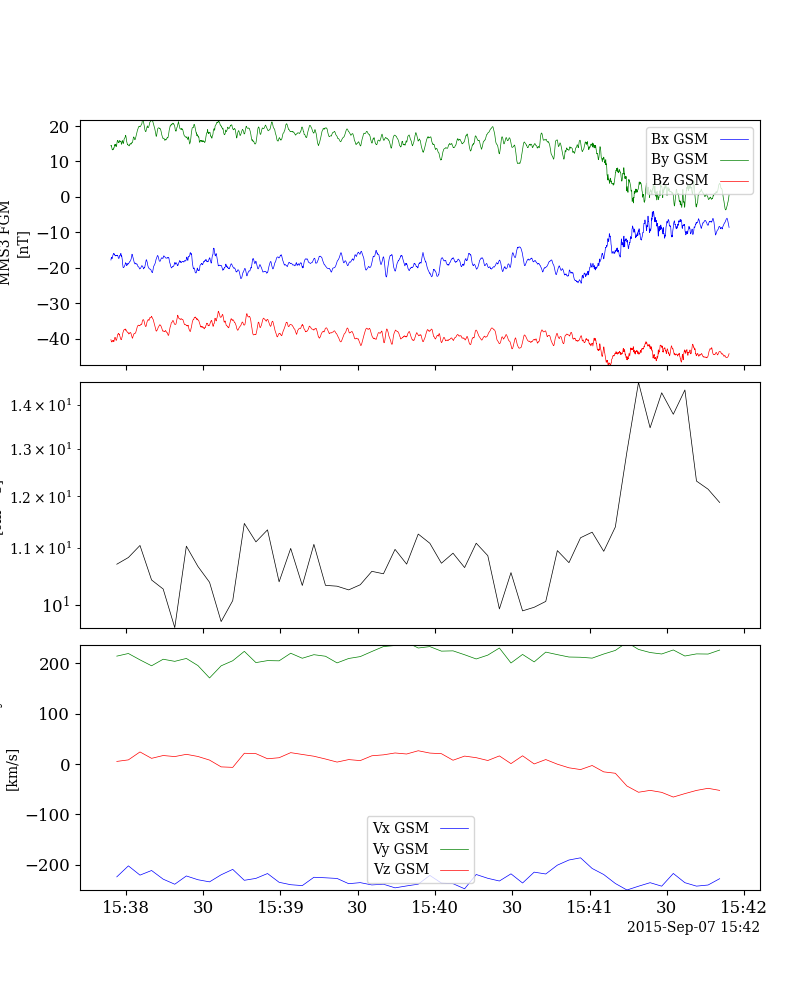 20
10
0
−10
−20
−30
−40
MMS3 FGM
[nT]
Bx GSM
By GSM
Bz GSM
1.4 × 10¹
1.3 × 10¹
1.2 × 10¹
1.1 × 10¹
10¹
200
100
0
−100
−200
[km/s]
Vx GSM
Vy GSM
Vz GSM
15:38 30 15:39 30 15:40 30 15:41 30 15:42
2015-Sep-07 15:42